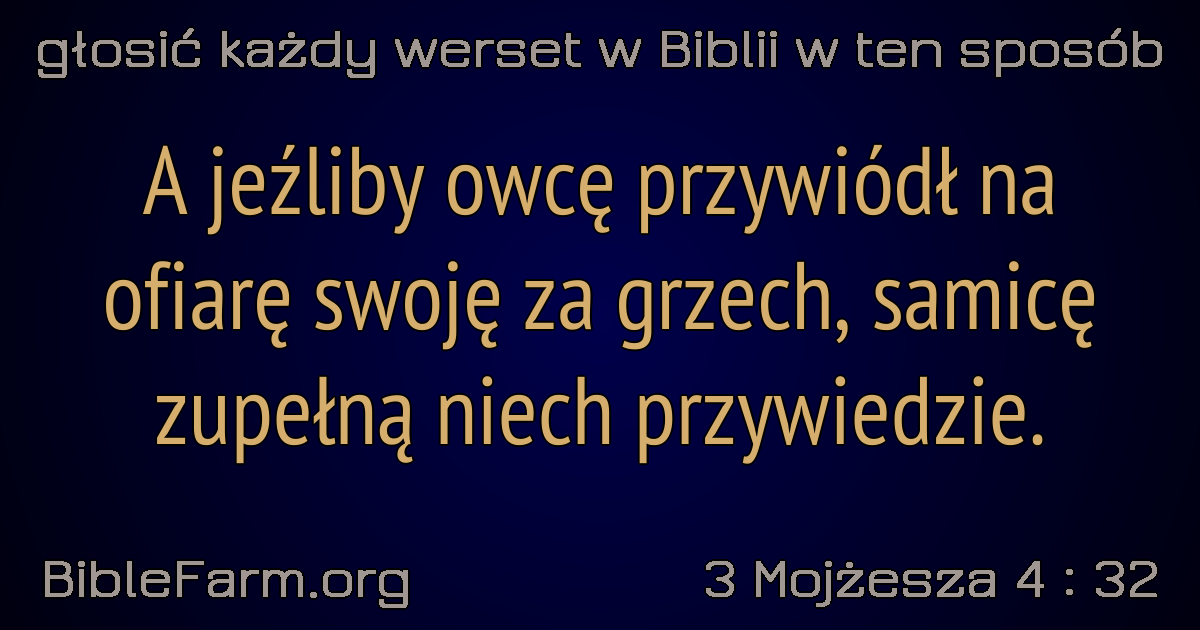 głosić każdy werset w Biblii w ten sposób
A jeźliby owcę przywiódł na
ofiarę swoję za grzech, samicę
zupełną niech przywiedzie.
BibleFarm.org
3 Mojżesza 4 : 32